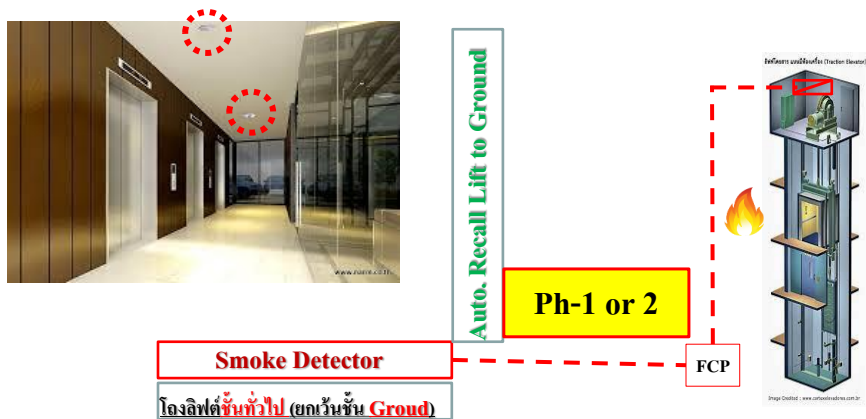 ลิฟต์โดยสาร แบบมีห้องเครื่อง (Traction Elevator)
Auto. Recall Lift to Ground
Ph-1 or 2
Smoke Detector
FCP
โถงลิฟต์ชั้นทั่วไป (ยกเว้นชั้น Groud)